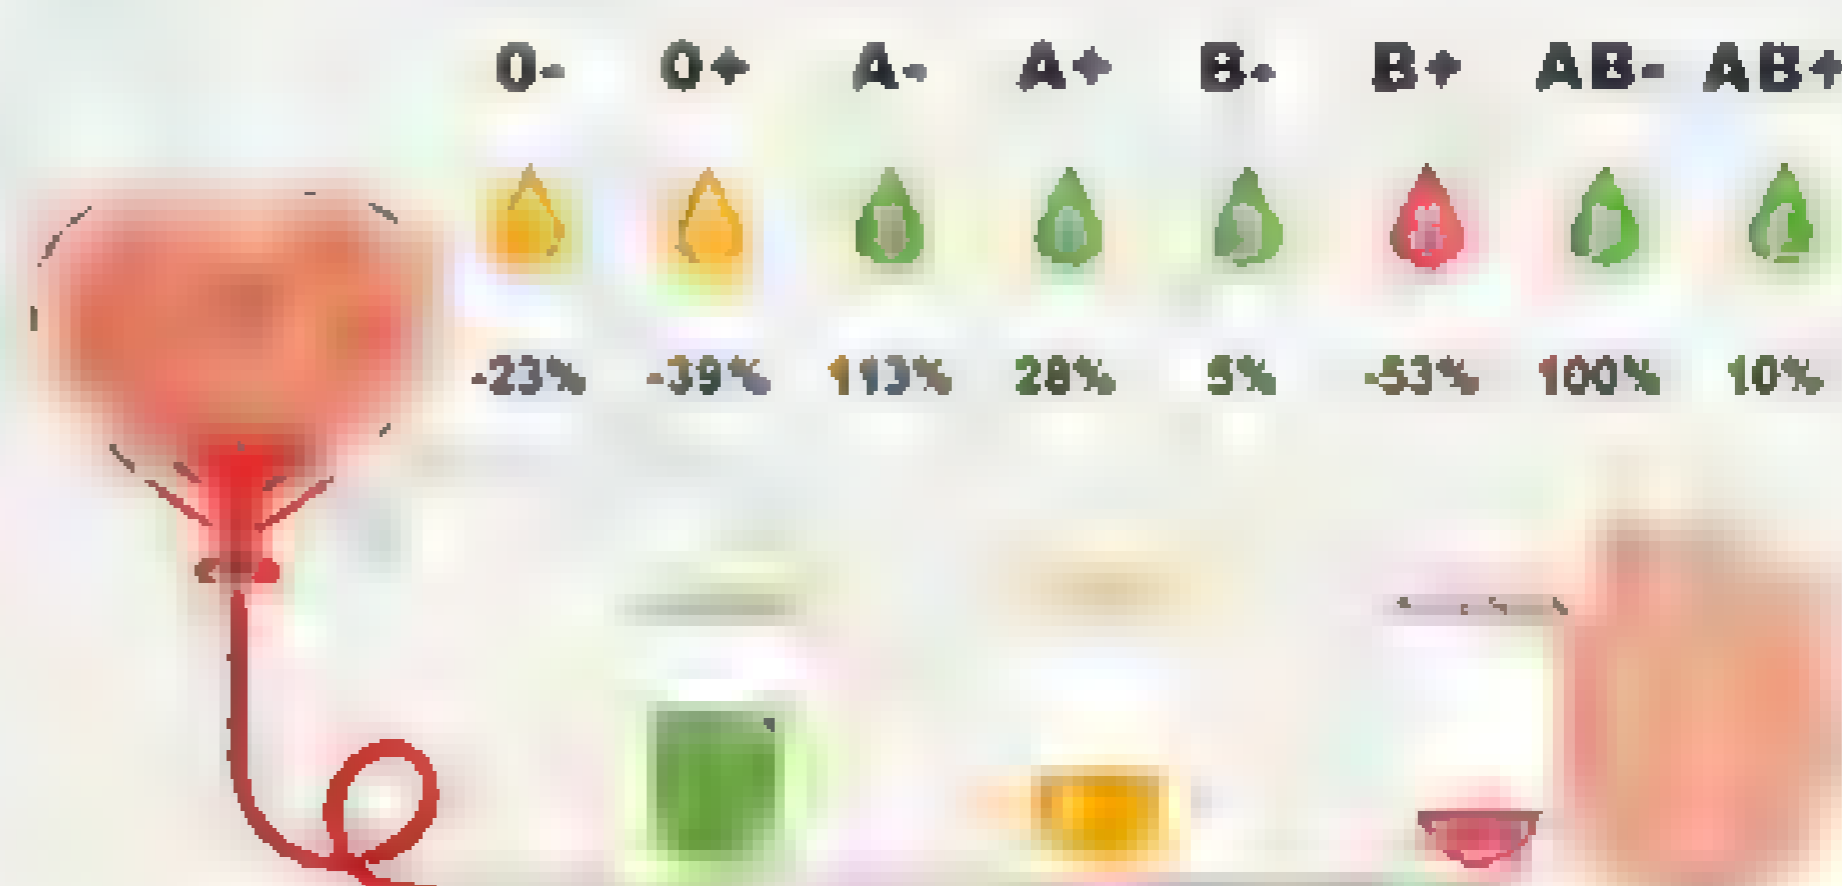 0- 0+ A- A+ B- B+ AB- AB+
-23% -39% 113% 28% 5% -53% 100% 10%